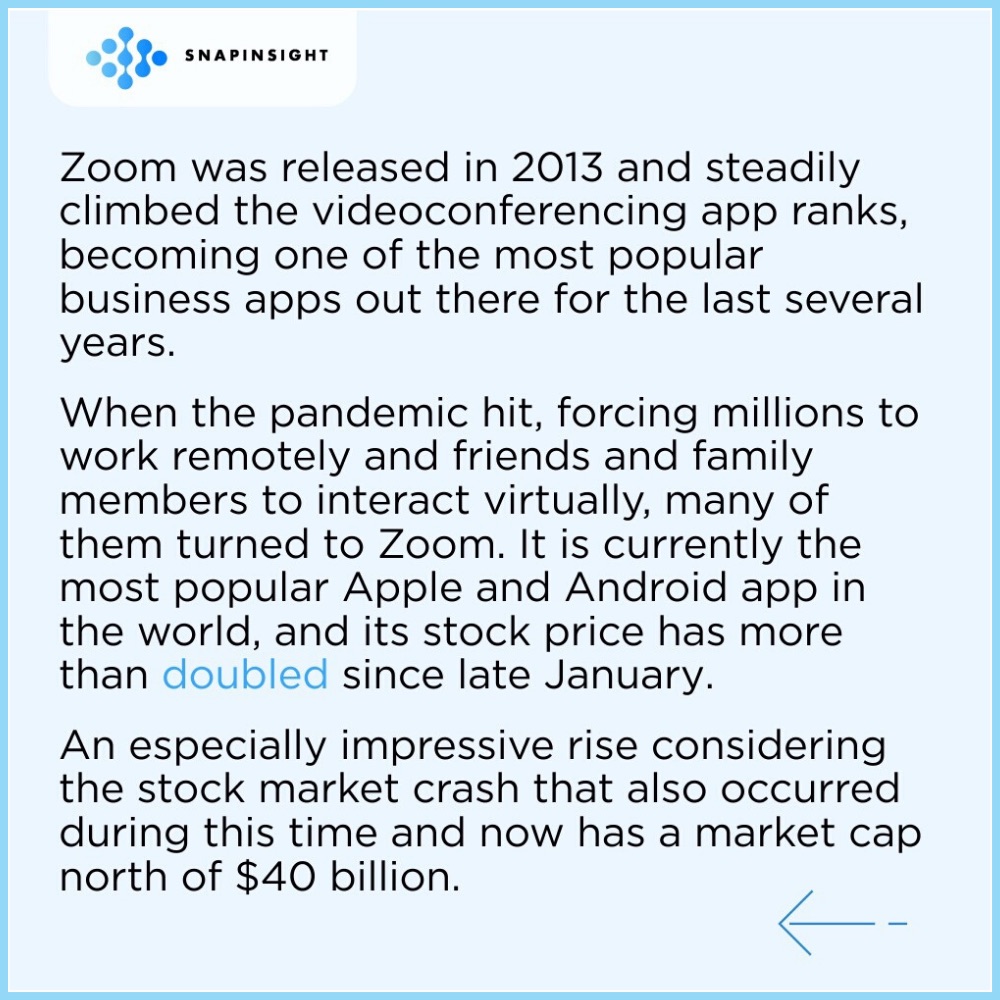 SNAPINSIGHT
Zoom was released in 2013 and steadily
climbed the videoconferencing app ranks,
becoming one of the most popular
business apps out there for the last several
years.
When the pandemic hit, forcing millions to
work remotely and friends and family
members to interact virtually, many of
them turned to Zoom. It is currently the
most popular Apple and Android app in
the world, and its stock price has more
than doubled since late January.
An especially impressive rise considering
the stock market crash that also occurred
during this time and now has a market cap
north of $40 billion.